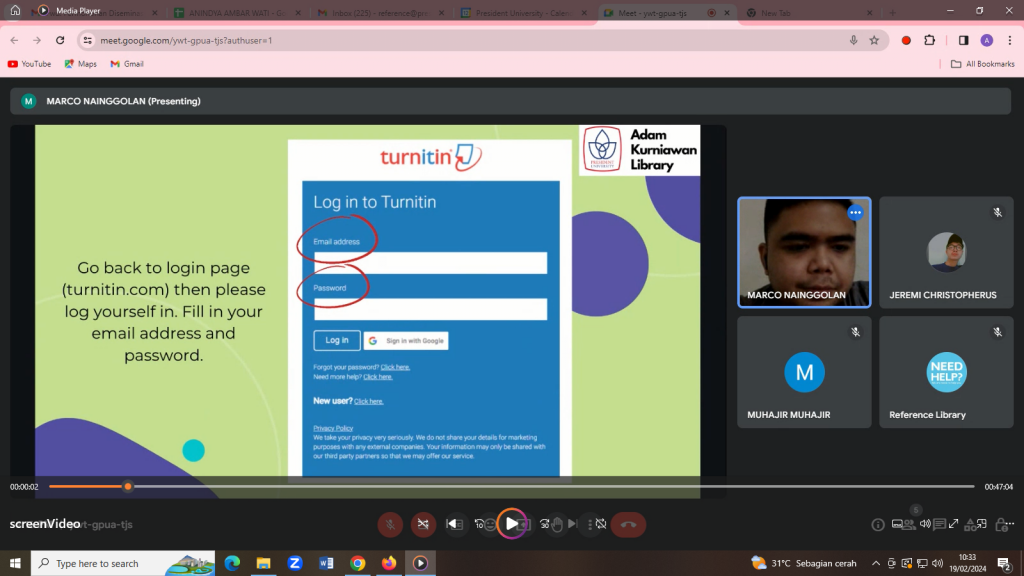 Media Player
ANINDYA AMBAR WATI - G
Inbox (225) - reference@pre
President University - Calen
Meet - ywt-gpua-tjs
New Tab
meet.google.com/ywt-gpua-tjs?authuser=1
A
YouTube
Maps
Gmail
All Bookmarks
M
MARCO NAINGGOLAN (Presenting)
Adam
Kurniawan
Library
PRESIDENT
UNIVERSITY
turnitin
Log in to Turnitin
Email address
Password
Log in
Sign in with Google
Forgot your password? Click here.
Need more help? Click here.
New user? Click here.
Privacy Policy
We take your privacy very seriously. We do not share your details for marketing
purposes with any external companies. Your information may only be shared with
our third party partners so that we may offer our service.
Go back to login page
(turnitin.com) then please
log yourself in. Fill in your
email address and
password.
MARCO NAINGGOLAN
JEREMI CHRISTOPHERUS
M
MUHAJIR MUHAJIR
NEED
HELP?
Reference Library
00:00:02
00:47:04
screenVideo
t-gpua-tjs
6
Type here to search
31°C Sebagian cerah
10:33
19/02/2024
2